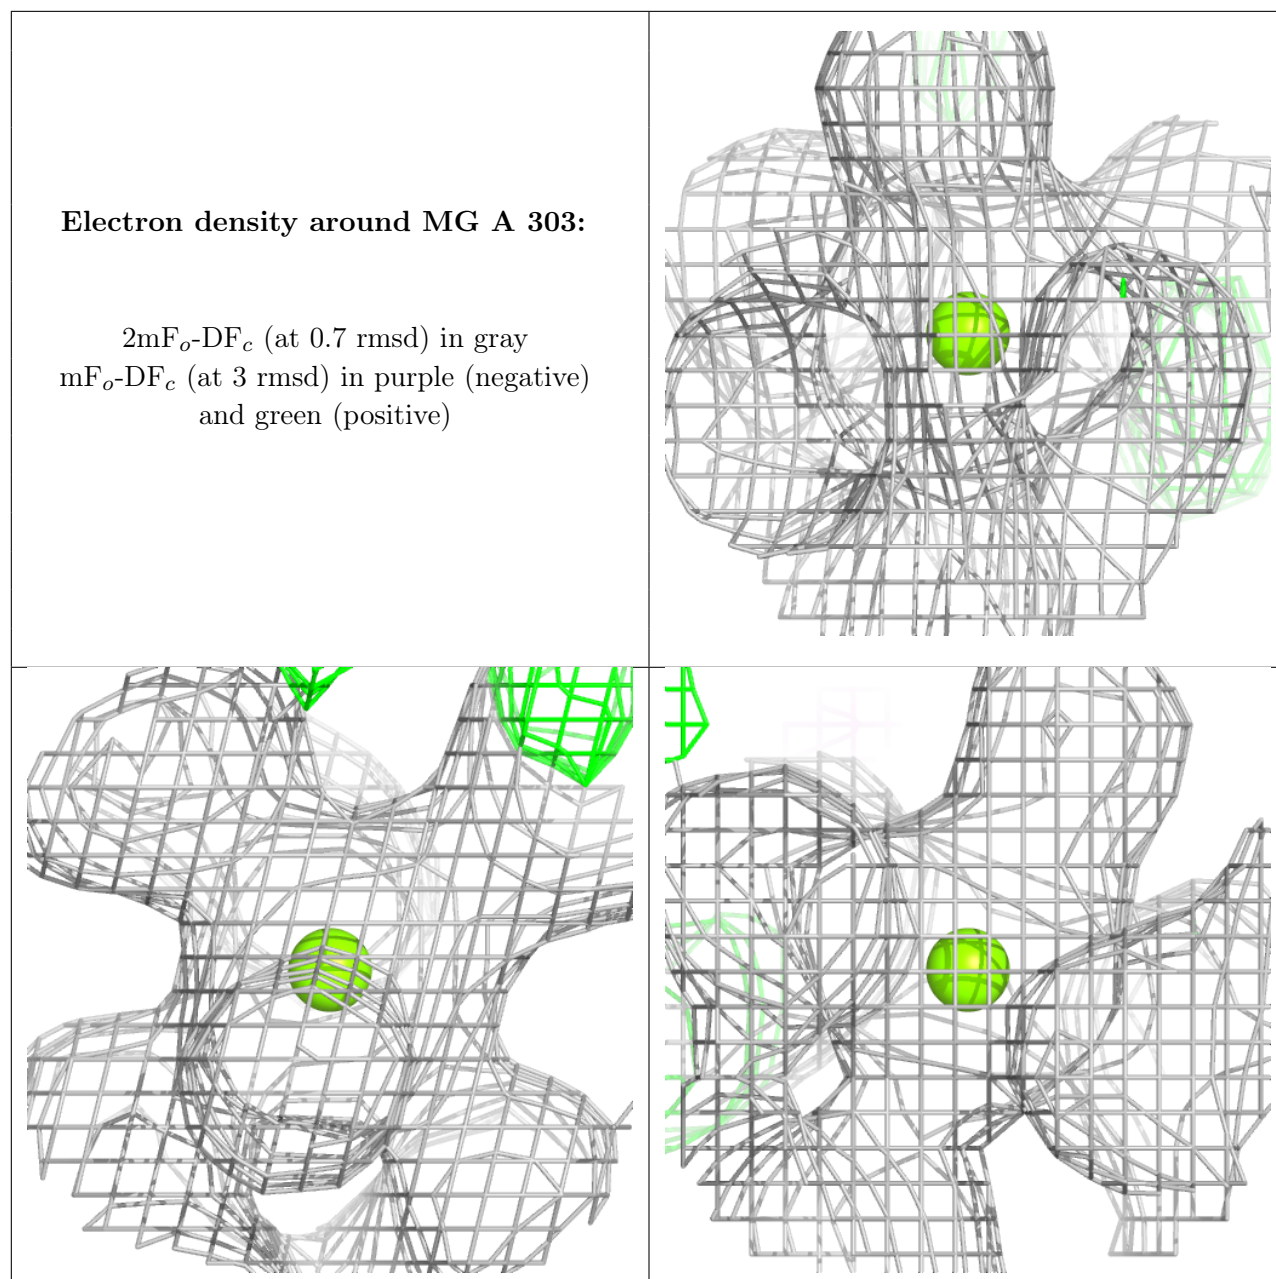 Electron density around MG A 303:
2mFₒ-DF𝒸 (at 0.7 rmsd) in gray
mFₒ-DF𝒸 (at 3 rmsd) in purple (negative)
and green (positive)